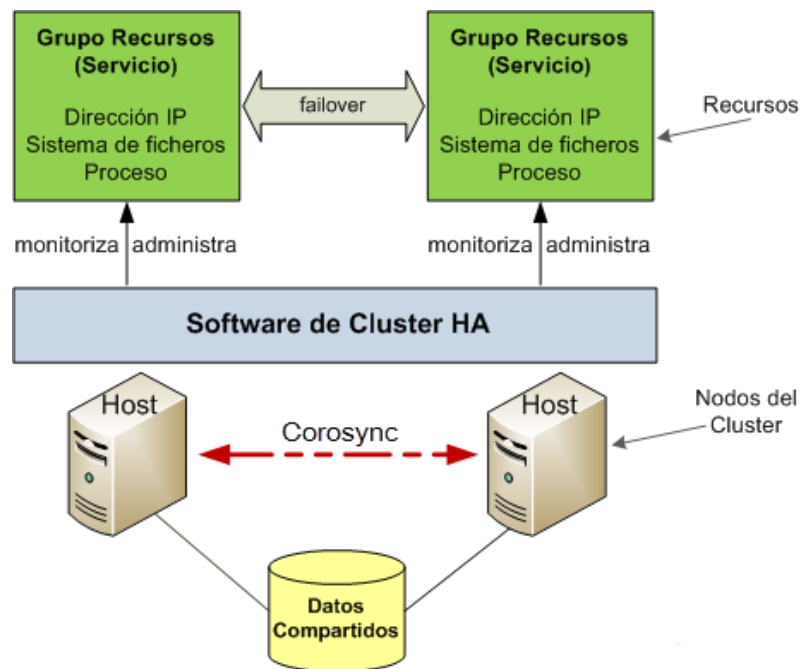 Grupo Recursos
(Servicio)
Dirección IP
Sistema de ficheros
Proceso
failover
Grupo Recursos
(Servicio)
Dirección IP
Sistema de ficheros
Proceso
Recursos
monitoriza administra
monitoriza administra
Software de Cluster HA
Host
Corosync
Host
Nodos del
Cluster
Datos
Compartidos